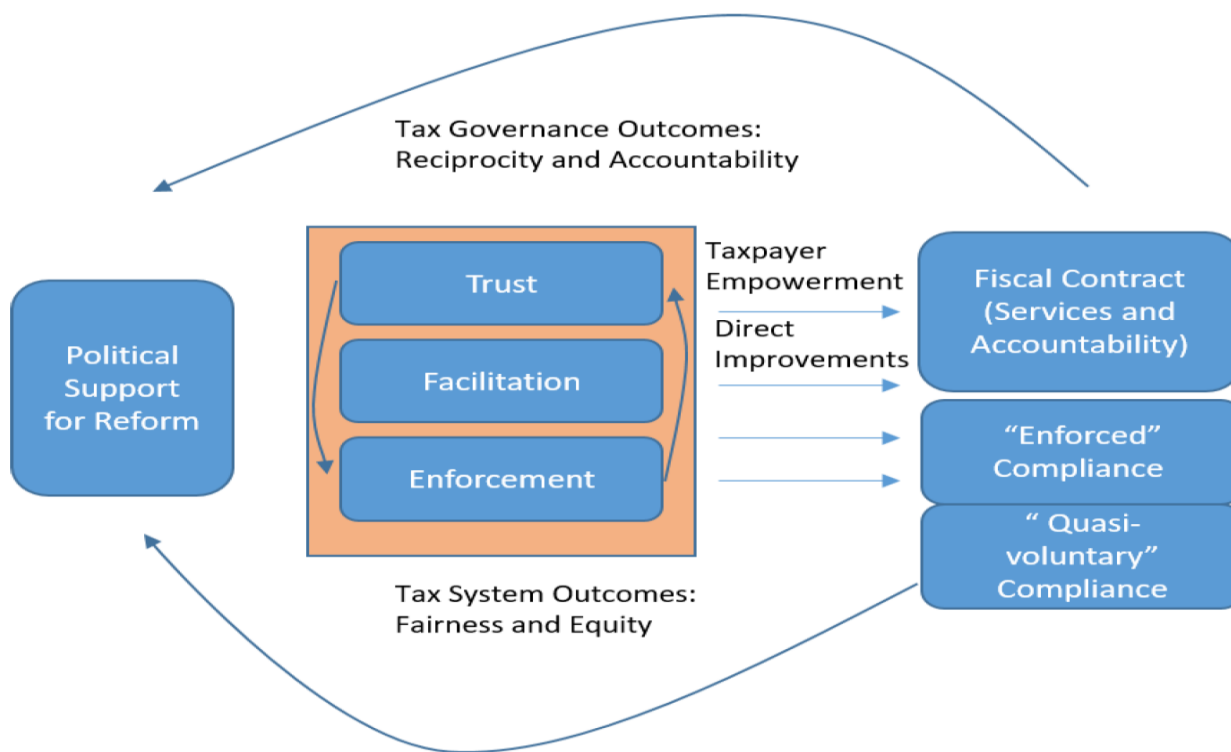 Tax Governance Outcomes:
Reciprocity and Accountability
Political
Support
for Reform
Trust
Facilitation
Enforcement
Taxpayer
Empowerment
Direct
Improvements
Fiscal Contract
(Services and
Accountability)
“Enforced”
Compliance
“ Quasi-
voluntary”
Compliance
Tax System Outcomes:
Fairness and Equity